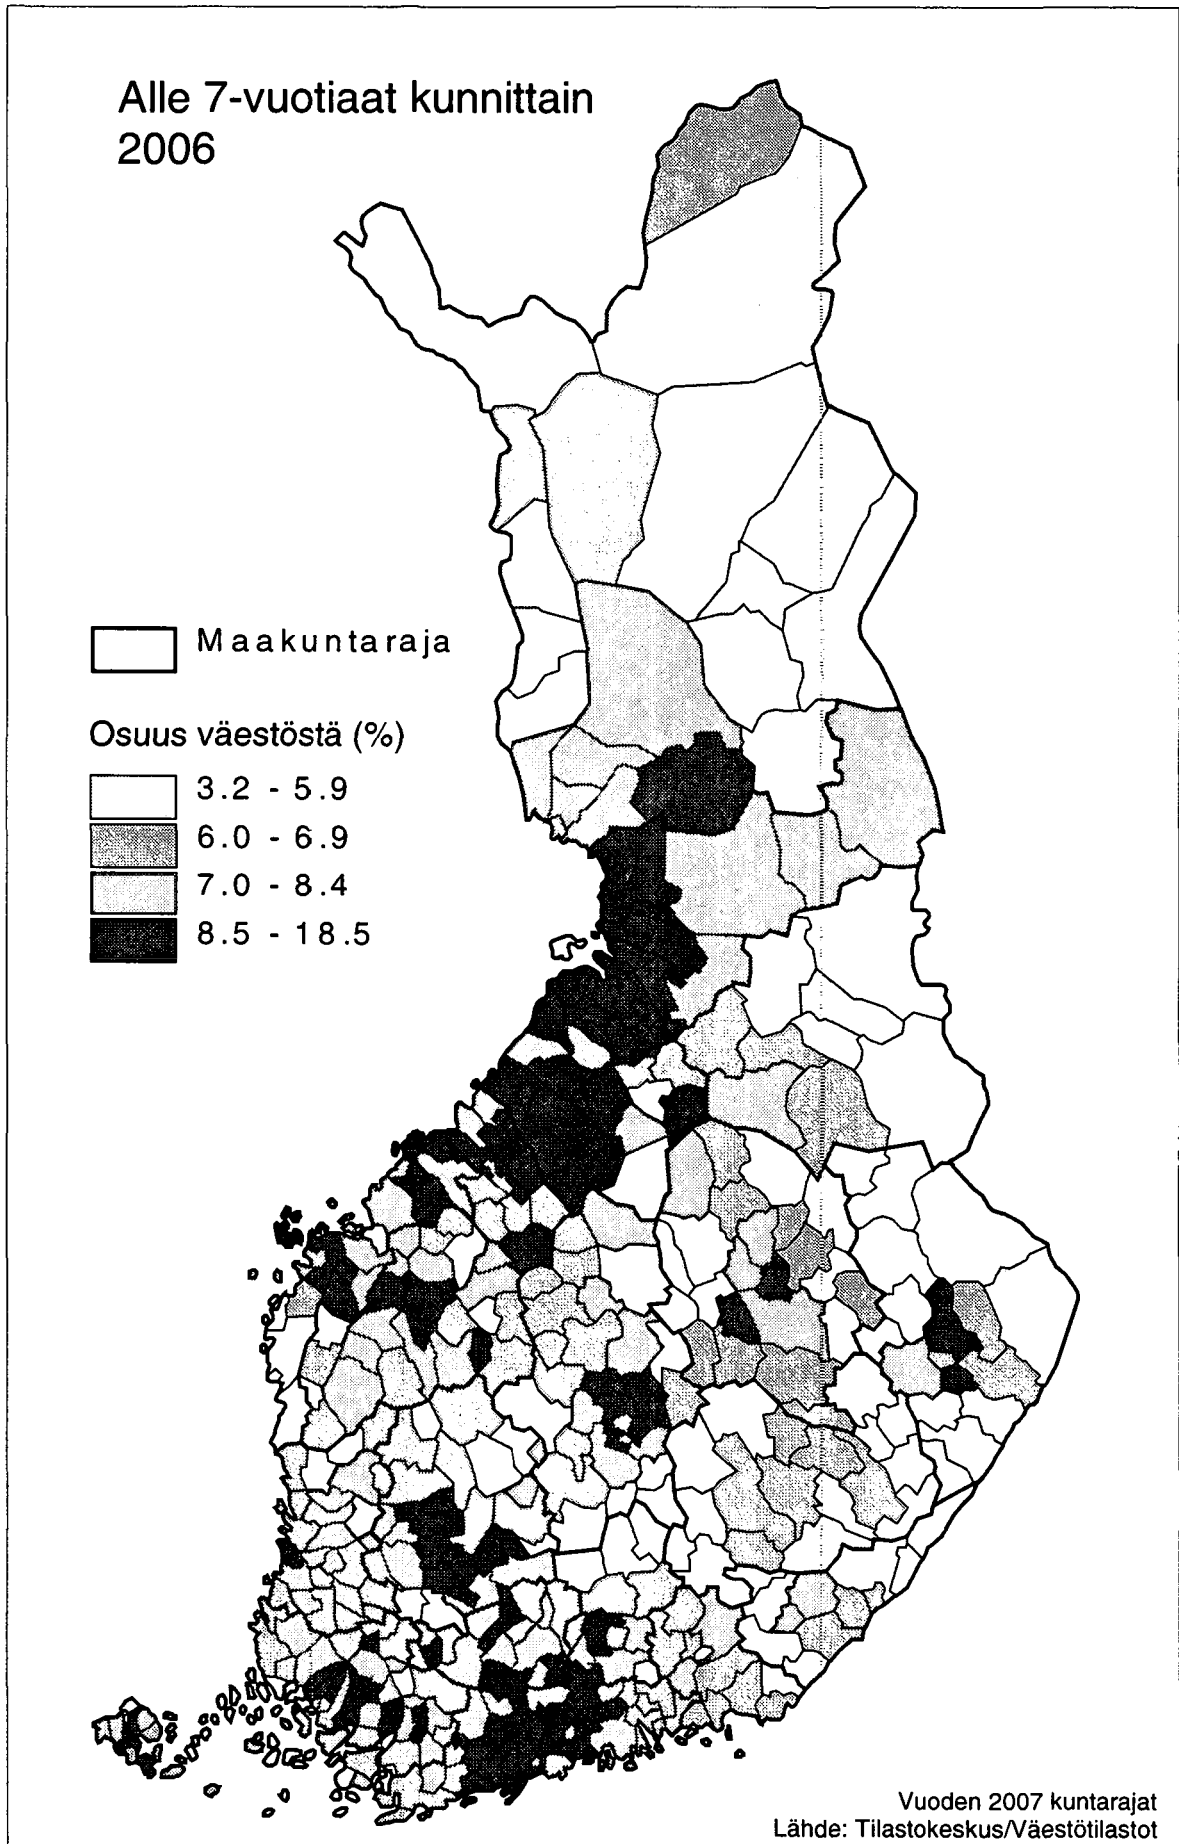 Alle 7-vuotiaat kunnittain
2006
Maakuntaraja
Osuus väestöstä (%)
3.2 - 5.9
6.0 - 6.9
7.0 - 8.4
8.5 - 18.5
Vuoden 2007 kuntarajat
Lähde: Tilastokeskus/Väestötilastot